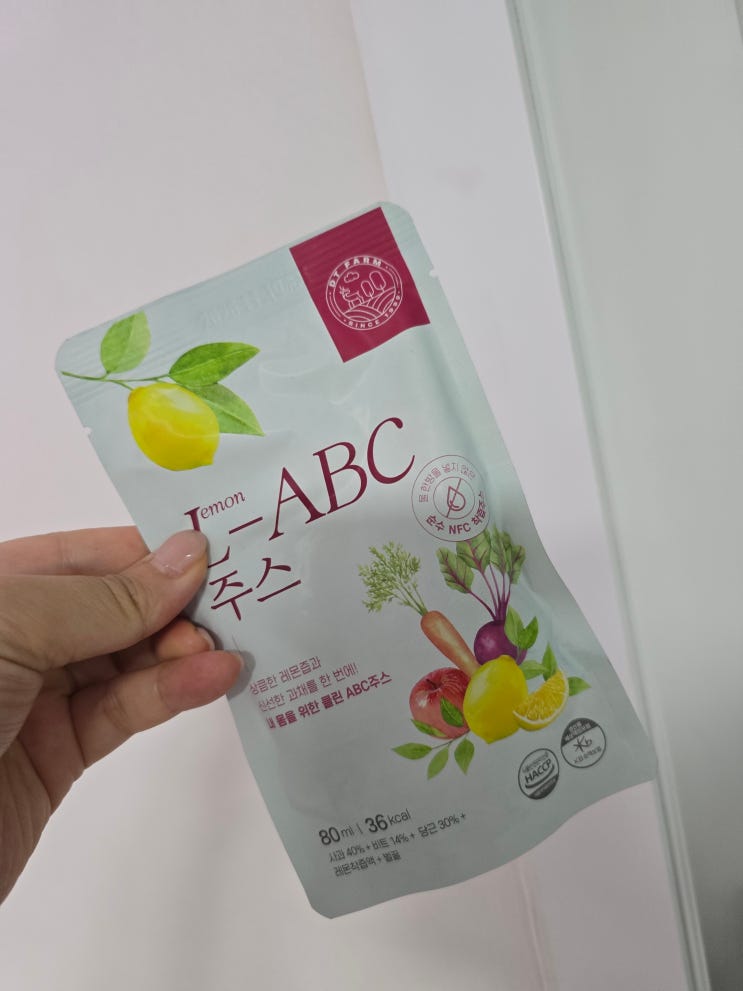 DT FARM
SINCE 1990
Lemon
L-ABC
주스
물 한방울 넣지 않은
순수 NFC 착즙주스
상큼한 레몬즙과
신선한 과채를 한 번에!
내 몸을 위한 클린 ABC주스
HACCP
80ml \ 36kcal
사과 40% + 비트 14% + 당근 30% +
레몬착즙액 + 벌꿀